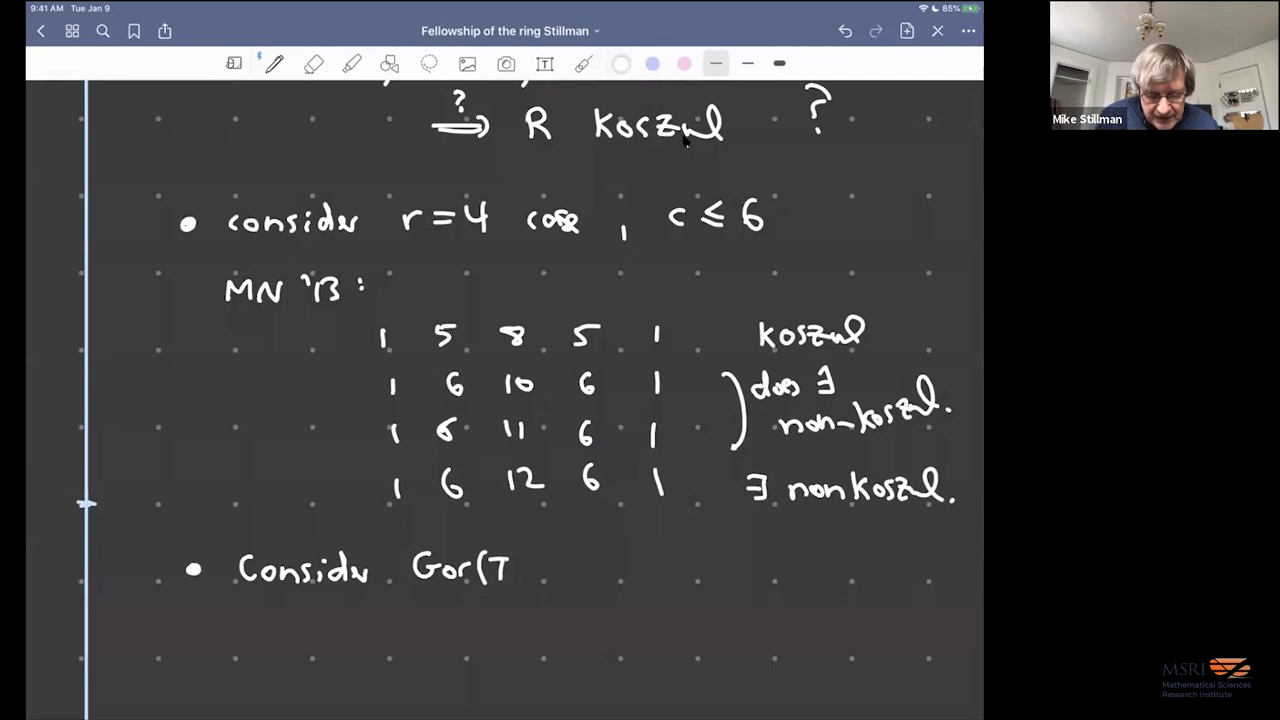 9:41 AM Tue Jan 9
85%
Fellowship of the ring Stillman
?
⟹ R Koszul ?
• consider r = 4 case, c ≤ 6
MN '13:
1 5 8 5 1 Koszul
1 6 10 6 1 does ∃
non-Koszul.
1 6 11 6 1
1 6 12 6 1 ∃ nonKoszul.
• Consider Gor(T
Mike Stillman
MSRI
Mathematical Sciences
Research Institute